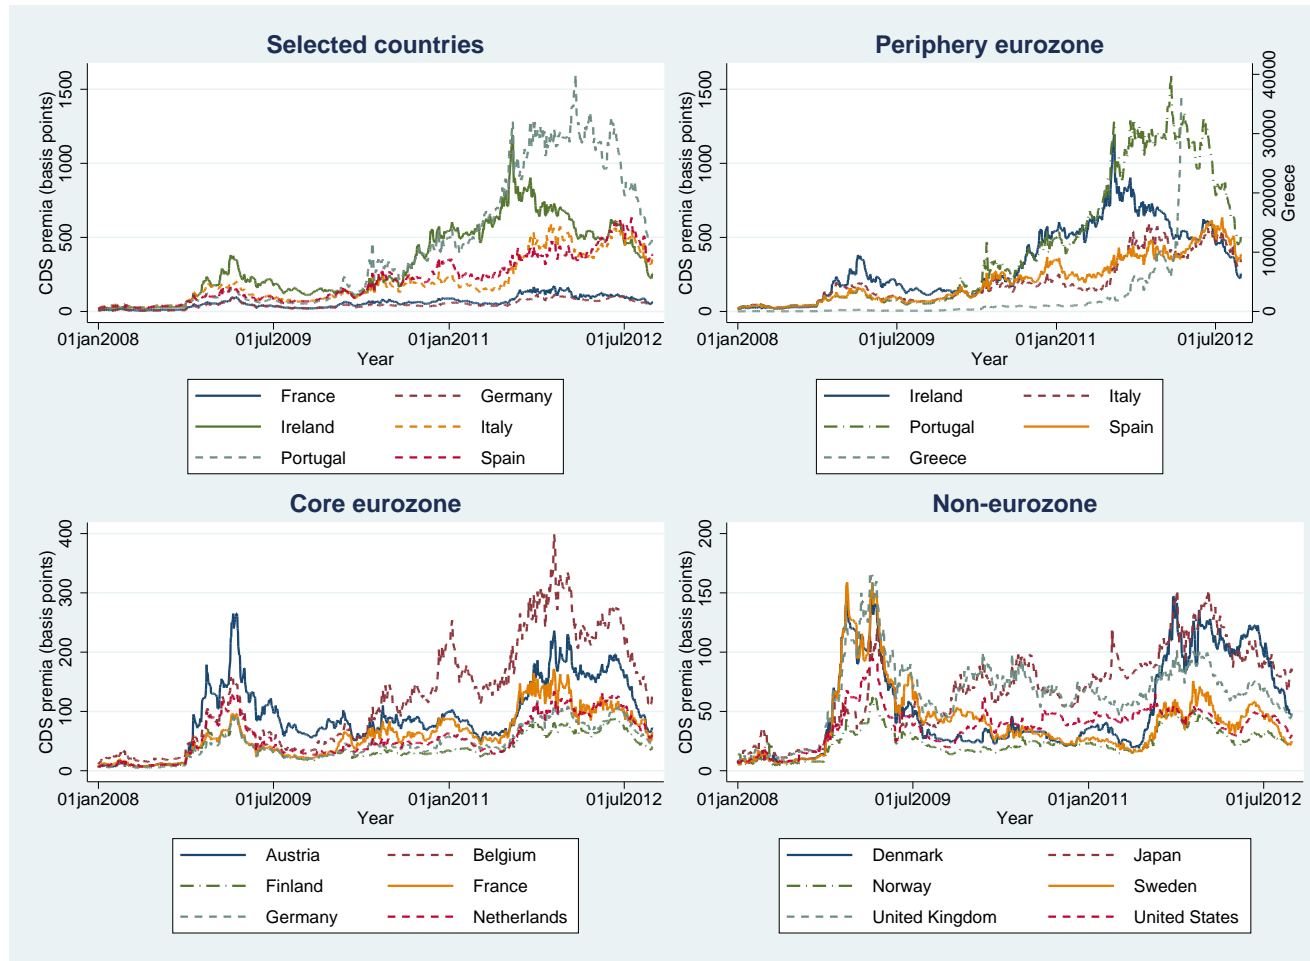 Selected countries
CDS premia (basis points)
1500
1000
500
0
01jan2008 01jul2009 01jan2011 01jul2012
Year
France Germany
Ireland Italy
Portugal Spain
Periphery eurozone
CDS premia (basis points)
1500
1000
500
0
40000
30000
20000
10000
0
Greece
01jan2008 01jul2009 01jan2011 01jul2012
Year
Ireland Italy
Portugal Spain
Greece
Core eurozone
CDS premia (basis points)
400
300
200
100
0
01jan2008 01jul2009 01jan2011 01jul2012
Year
Austria Belgium
Finland France
Germany Netherlands
Non-eurozone
CDS premia (basis points)
200
150
100
50
0
01jan2008 01jul2009 01jan2011 01jul2012
Year
Denmark Japan
Norway Sweden
United Kingdom United States